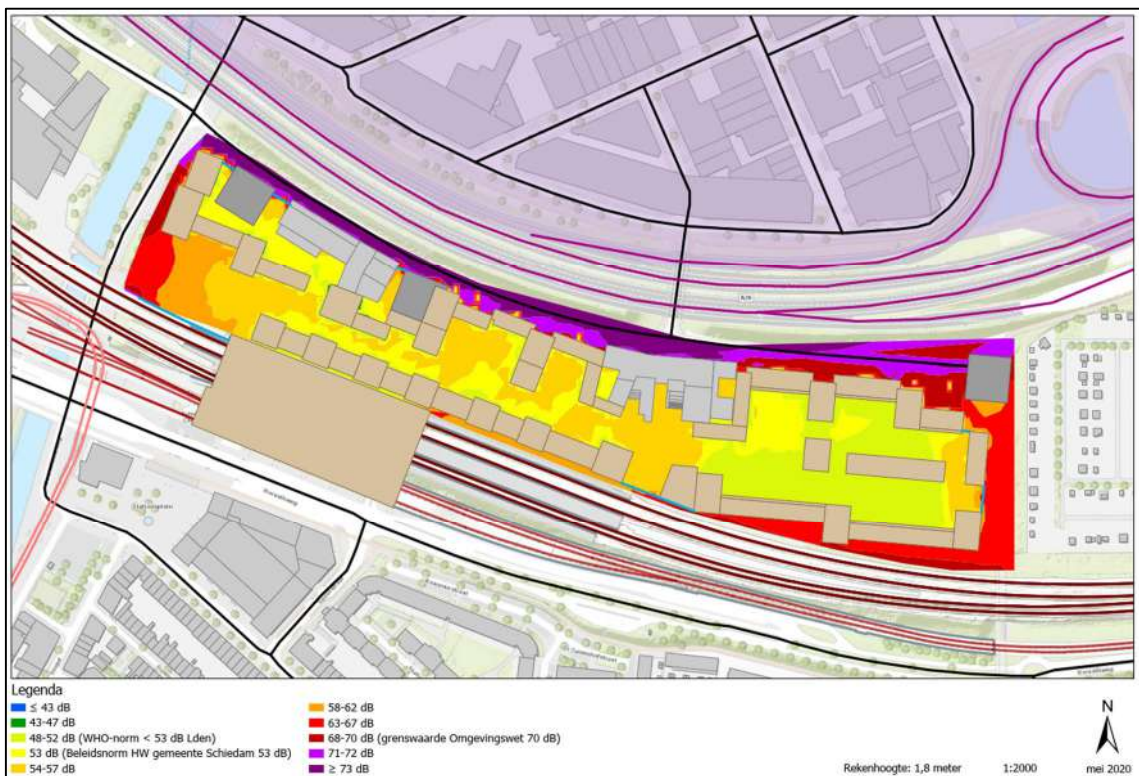 A20
Stationsplein
Legenda
≤ 43 dB
43-47 dB
48-52 dB (WHO-norm < 53 dB Lden)
53 dB (Beleidsnorm HW gemeente Schiedam 53 dB)
54-57 dB
58-62 dB
63-67 dB
68-70 dB (grenswaarde Omgevingswet 70 dB)
71-72 dB
≥ 73 dB
Rekenhoogte: 1,8 meter
1:2000
N
mei 2020